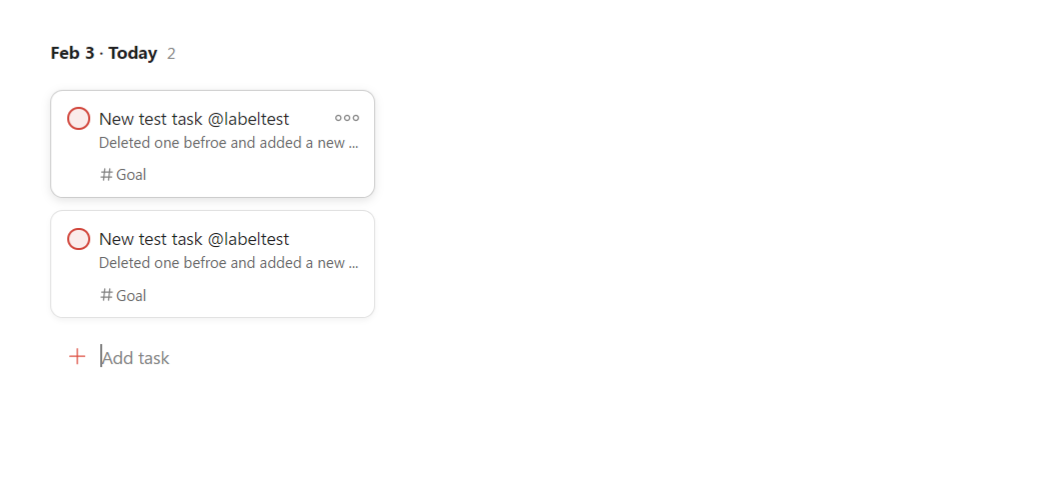 Feb 3 · Today 2
New test task @labeltest
Deleted one befroe and added a new ...
# Goal
New test task @labeltest
Deleted one befroe and added a new ...
# Goal
+ Add task